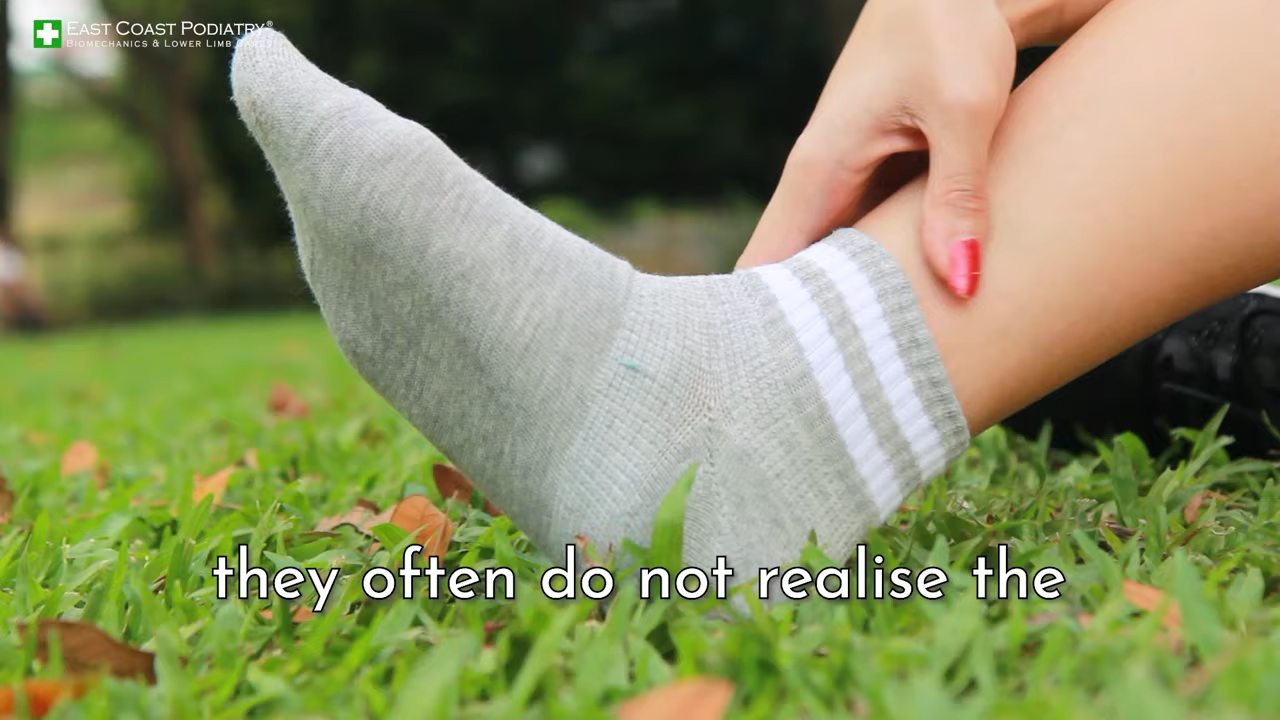 EAST COAST PODIATRY®
BIOMECHANICS & LOWER LIMB
they often do not realise the